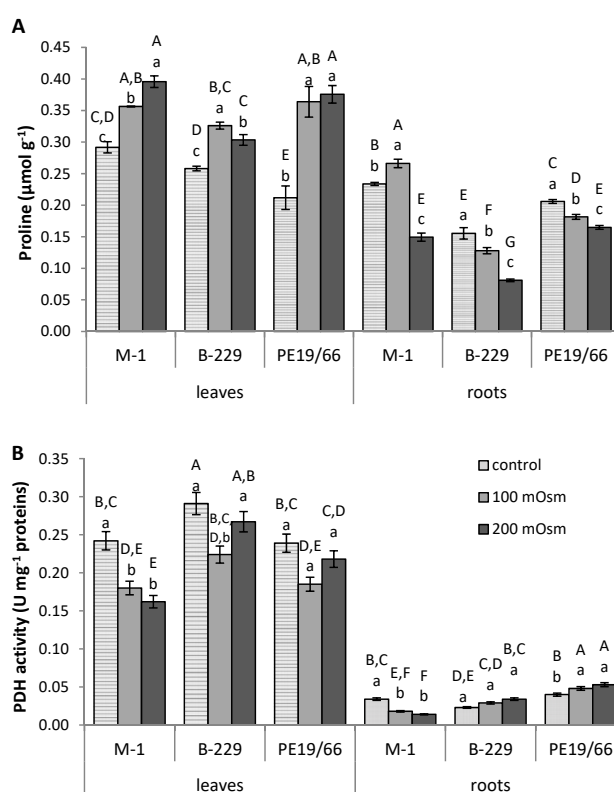 A
Proline (μmol g⁻¹)
0.45
0.40
0.35
0.30
0.25
0.20
0.15
0.10
0.05
0.00
C,D
c
A,B
b
A
a
D
c
B,C
a
C
b
E
b
A,B
a
A
a
B
b
A
a
E
c
E
a
F
b
G
c
C
a
D
b
E
c
M-1 B-229 PE19/66 M-1 B-229 PE19/66
leaves roots
B
PDH activity (U mg⁻¹ proteins)
0.35
0.30
0.25
0.20
0.15
0.10
0.05
0.00
B,C
a
D,E
b
E
b
A
a
B,C,
D,b
A,B
a
B,C
a
D,E
a
C,D
a
B,C
a
E,F
b
F
b
D,E
a
C,D
a
B,C
a
B
b
A
a
A
a
control
100 mOsm
200 mOsm
M-1 B-229 PE19/66 M-1 B-229 PE19/66
leaves roots